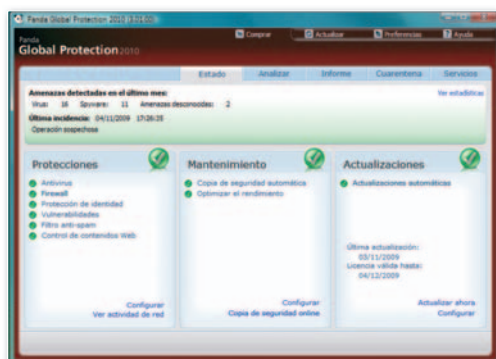 Panda Global Protection 2010 (3.01.00)
Comprar Actualizar Preferencias Ayuda
Panda
Global Protection 2010
Estado Analizar Informe Cuarentena Servicios
Amenazas detectadas en el último mes:
Ver estadísticas
Virus: 16 Spyware: 11 Amenazas desconocidas: 2
Última incidencia: 04/11/2009 17:26:35
Operación sospechosa
Protecciones
Antivirus
Firewall
Protección de identidad
Vulnerabilidades
Filtro anti-spam
Control de contenidos Web
Configurar
Ver actividad de red
Mantenimiento
Copia de seguridad automática
Optimizar el rendimiento
Configurar
Copia de seguridad online
Actualizaciones
Actualizaciones automáticas
Última actualización:
03/11/2009
Licencia válida hasta:
04/12/2009
Actualizar ahora
Configurar